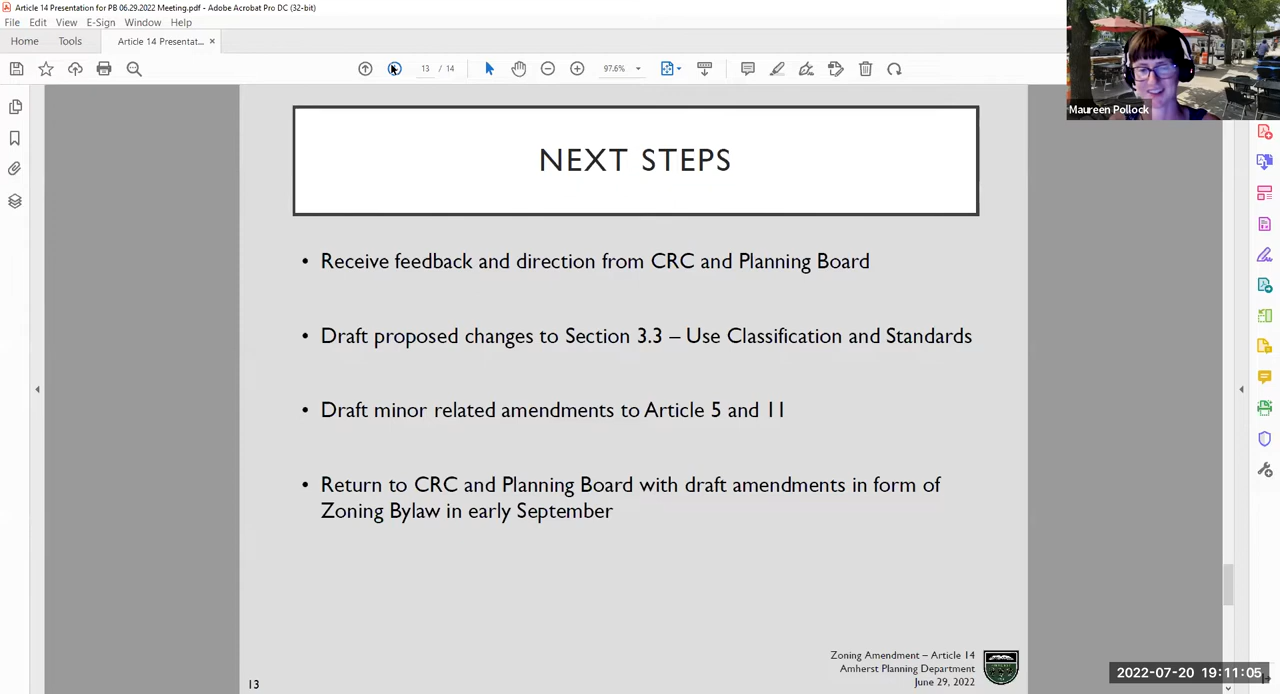 Article 14 Presentation for PB 06.29.2022 Meeting.pdf - Adobe Acrobat Pro DC (32-bit)
File Edit View E-Sign Window Help
Home Tools Article 14 Presentat... ×
13 / 14 97.6%
Maureen Pollock
NEXT STEPS
• Receive feedback and direction from CRC and Planning Board
• Draft proposed changes to Section 3.3 – Use Classification and Standards
• Draft minor related amendments to Article 5 and 11
• Return to CRC and Planning Board with draft amendments in form of
Zoning Bylaw in early September
Zoning Amendment – Article 14
Amherst Planning Department
June 29, 2022
13
2022-07-20 19:11:05